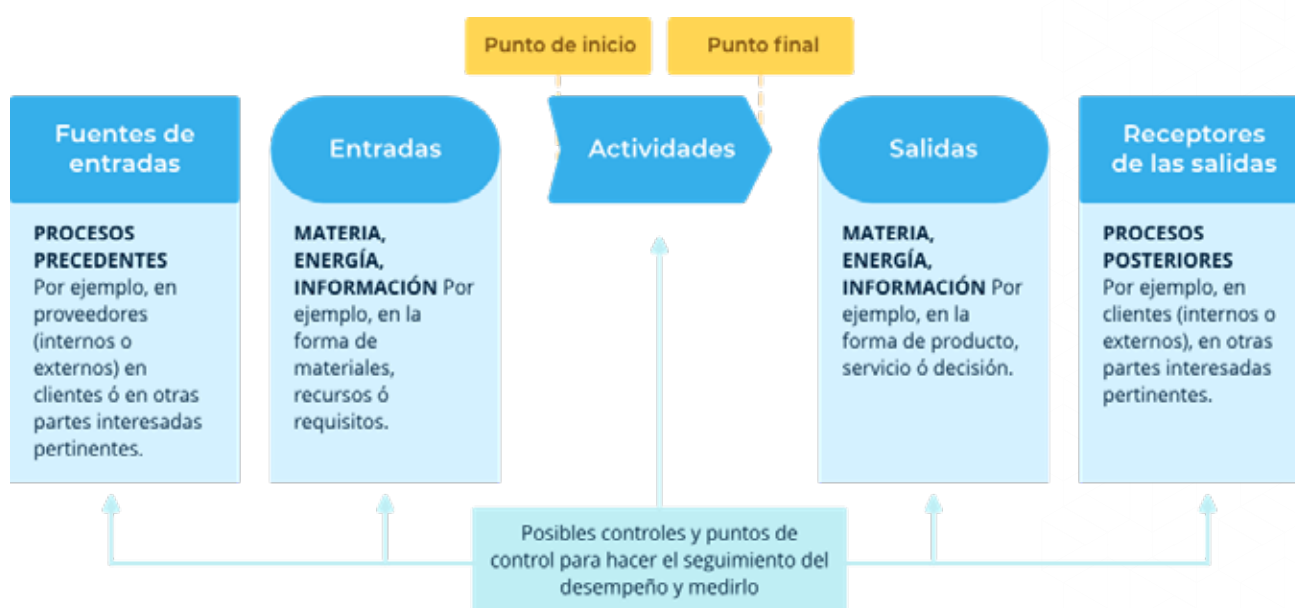 Punto de inicio
Punto final
Fuentes de
entradas
Entradas
Actividades
Salidas
Receptores
de las salidas
PROCESOS
PRECEDENTES
Por ejemplo, en
proveedores
(internos o
externos) en
clientes ó en otras
partes interesadas
pertinentes.
MATERIA,
ENERGÍA,
INFORMACIÓN Por
ejemplo, en la
forma de
materiales,
recursos ó
requisitos.
MATERIA,
ENERGÍA,
INFORMACIÓN Por
ejemplo, en la
forma de producto,
servicio ó decisión.
PROCESOS
POSTERIORES
Por ejemplo, en
clientes (internos o
externos), en otras
partes interesadas
pertinentes.
Posibles controles y puntos de
control para hacer el seguimiento del
desempeño y medirlo